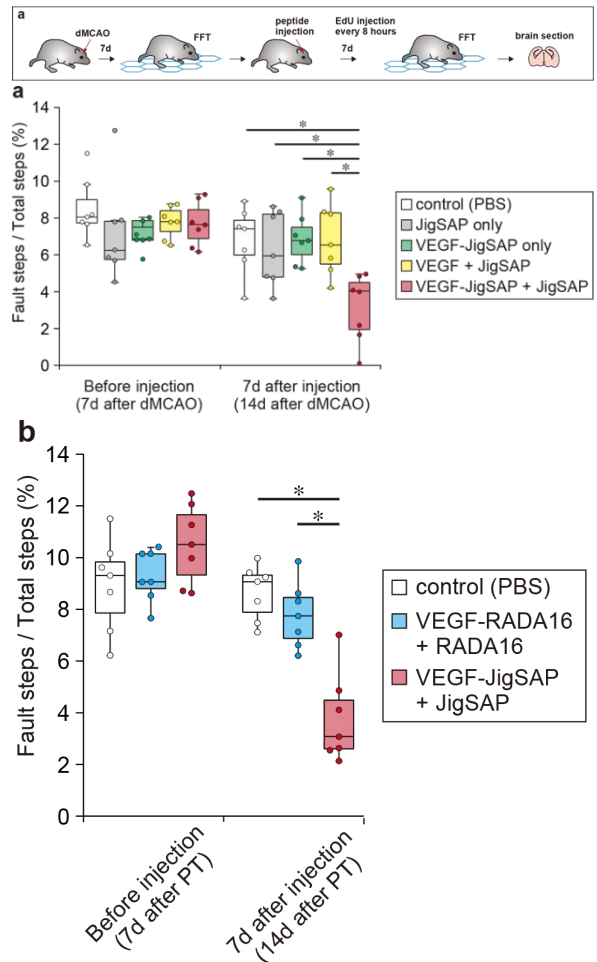 a
dMCAO
7d
FFT
peptide
injection
EdU injection
every 8 hours
7d
FFT
brain section
a
Fault steps / Total steps (%)
14
12
10
8
6
4
2
0
* 
*
*
*
Before injection
(7d after dMCAO)
7d after injection
(14d after dMCAO)
control (PBS)
JigSAP only
VEGF-JigSAP only
VEGF + JigSAP
VEGF-JigSAP + JigSAP
b
Fault steps / Total steps (%)
14
12
10
8
6
4
2
0
*
*
Before injection
(7d after PT)
7d after injection
(14d after PT)
control (PBS)
VEGF-RADA16
+ RADA16
VEGF-JigSAP
+ JigSAP